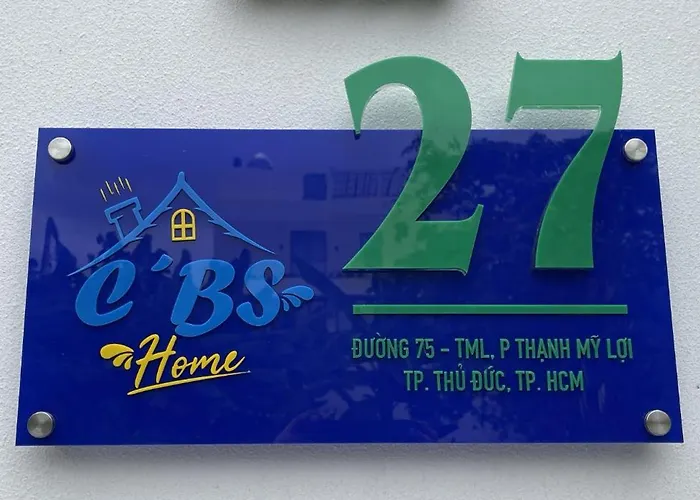 C'BS
Home
27
ĐƯỜNG 75 - TML, P THẠNH MỸ LỢI
TP. THỦ ĐỨC, TP. HCM